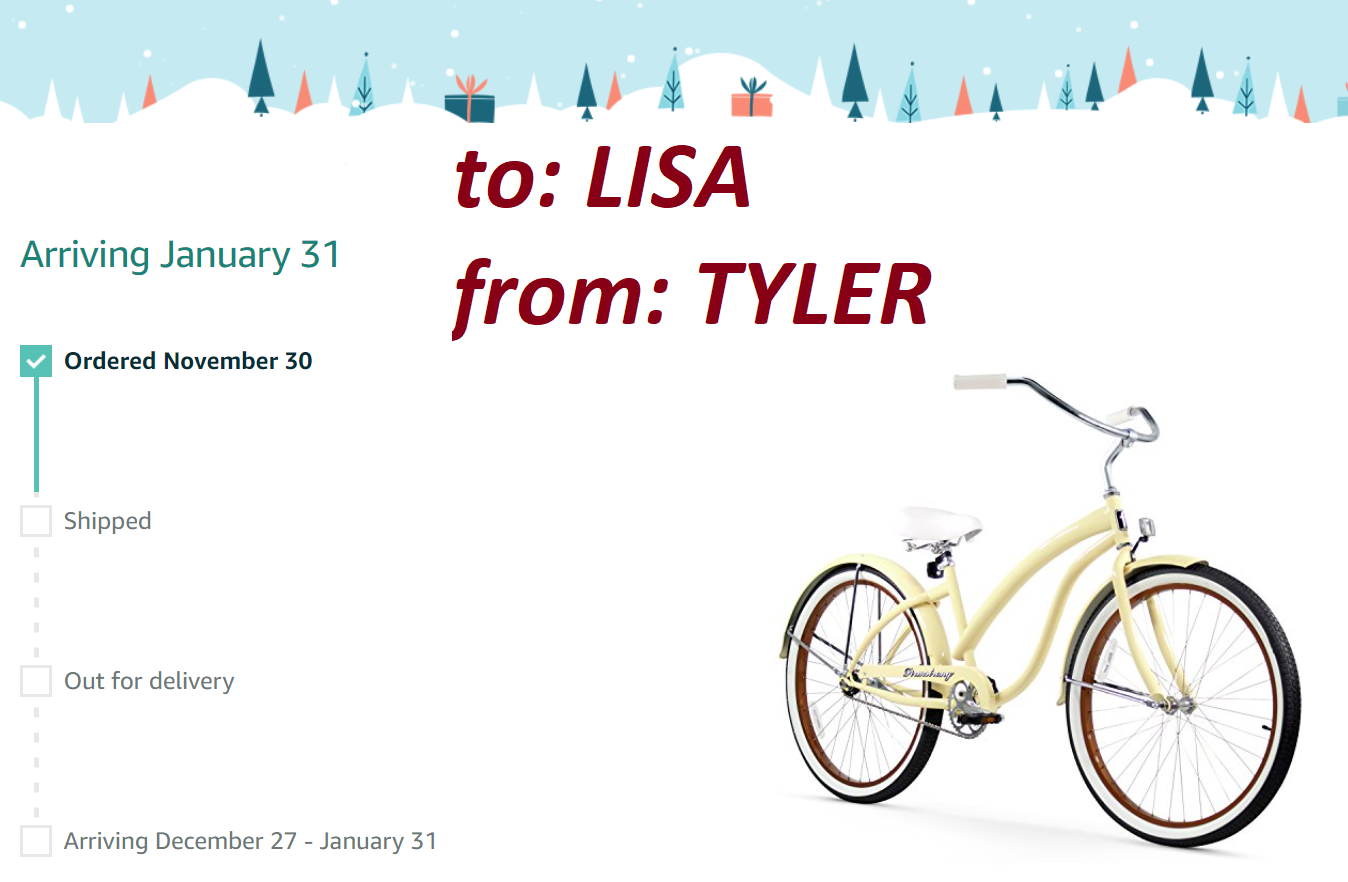 to: LISA
from: TYLER
Arriving January 31
Ordered November 30
Shipped
Out for delivery
Arriving December 27 - January 31